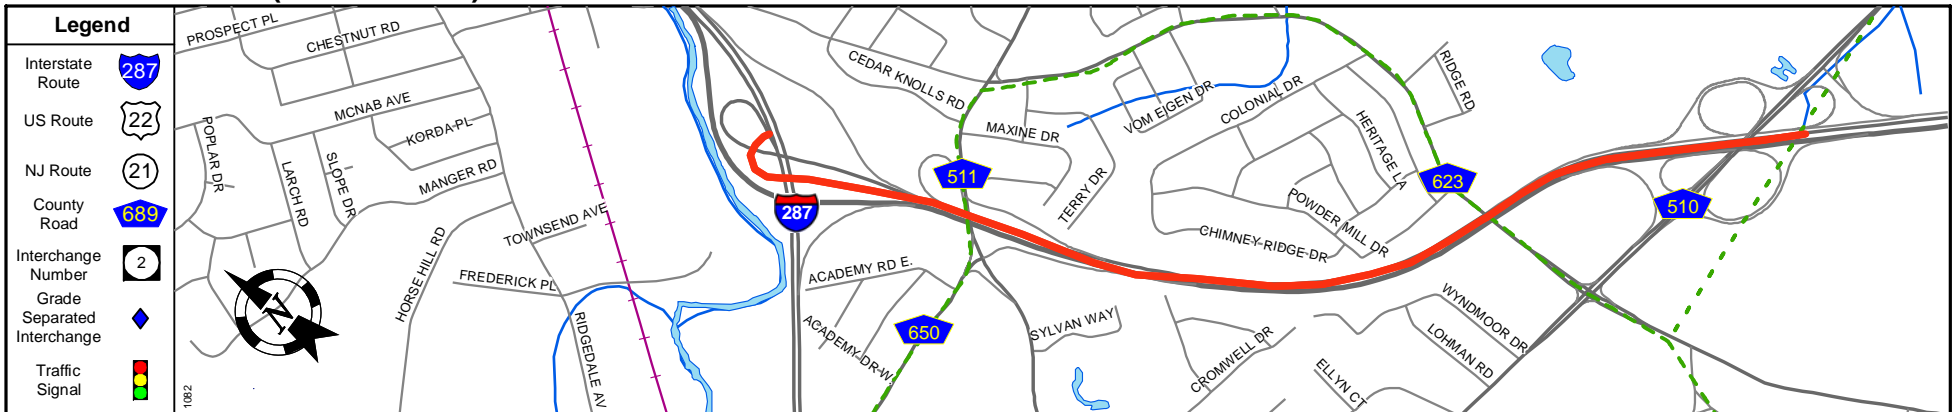 Legend
Interstate
Route
287
US Route
22
NJ Route
21
County
Road
689
Interchange
Number
2
Grade
Separated
Interchange
Traffic
Signal
PROSPECT PL
CHESTNUT RD
MCNAB AVE
KORDA PL
MANGER RD
POPLAR DR
LARCH RD
SLOPE DR
TOWNSEND AVE
HORSE HILL RD
FREDERICK PL
RIDGEDALE AV
N
1082
287
CEDAR KNOLLS RD
MAXINE DR
TERRY DR
511
VOM EIGEN DR
COLONIAL DR
HERITAGE LA
RIDGE RD
623
POWDER MILL DR
CHIMNEY RIDGE DR
510
ACADEMY RD E.
ACADEMY DR W.
650
SYLVAN WAY
CROMWELL DR
ELLYN CT
WYNDMOOR DR
LOHMAN RD